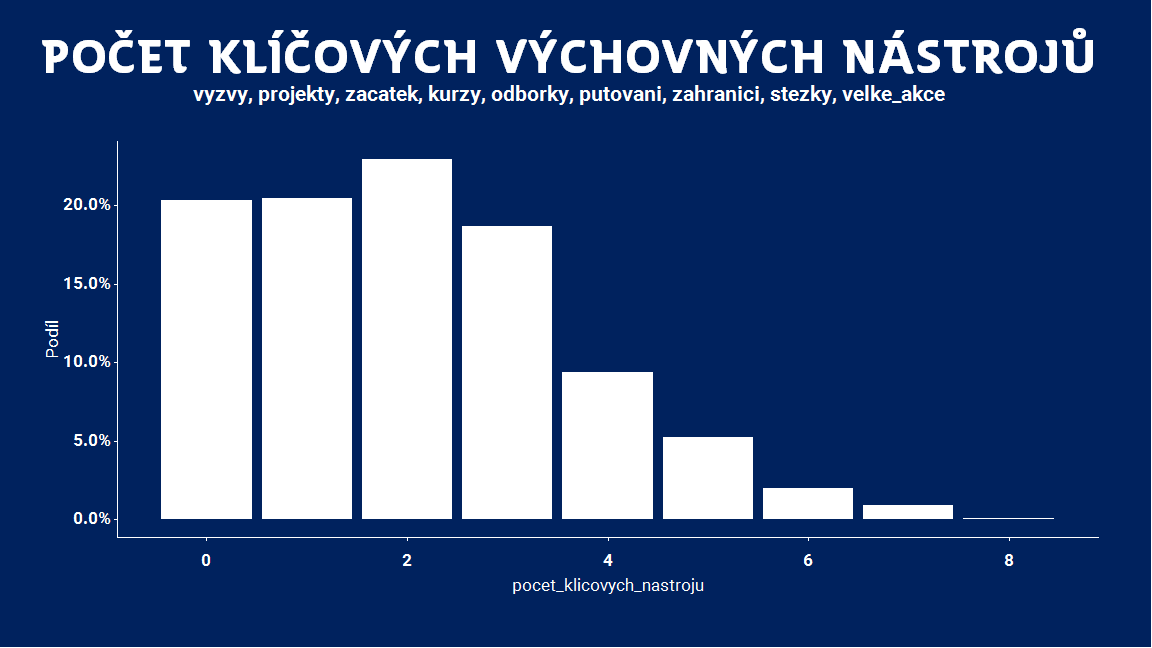 POČET KLÍČOVÝCH VÝCHOVNÝCH NÁSTROJŮ
vyzvy, projekty, zacatek, kurzy, odborky, putovani, zahranici, stezky, velke_akce
Podíl
20.0%
15.0%
10.0%
5.0%
0.0%
0 2 4 6 8
pocet_klicovych_nastroju